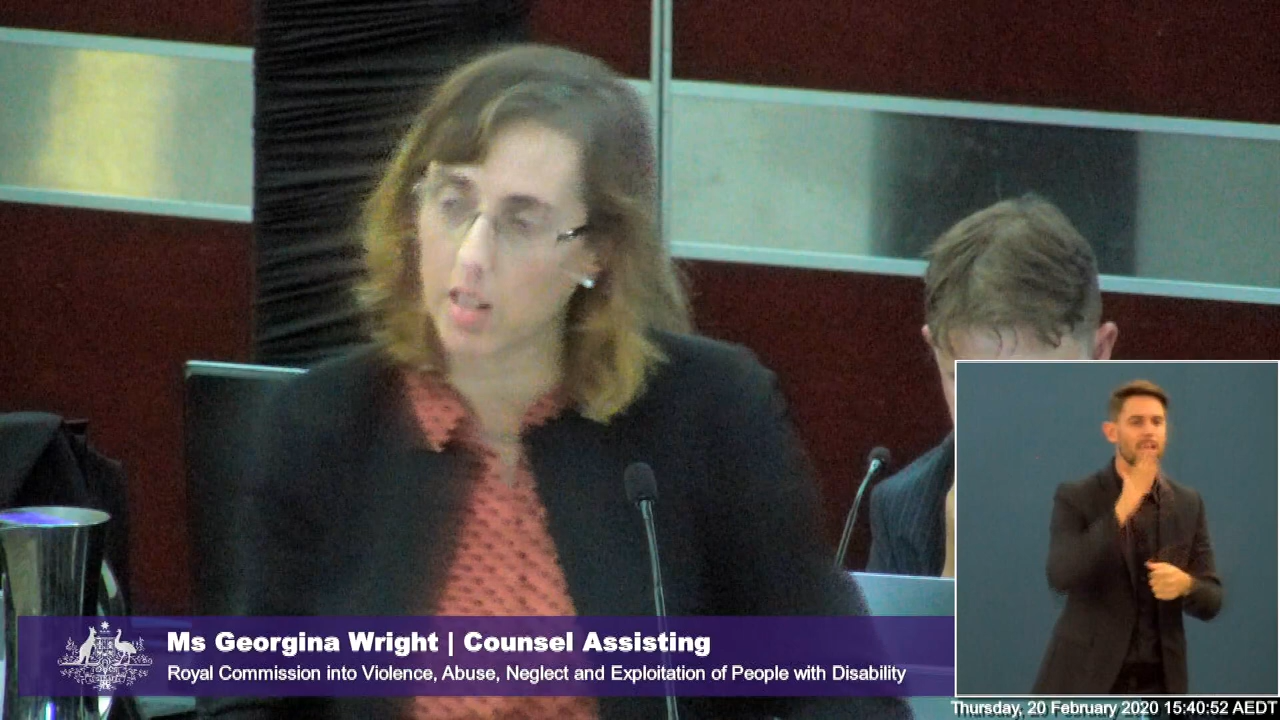 Ms Georgina Wright | Counsel Assisting
Royal Commission into Violence, Abuse, Neglect and Exploitation of People with Disability
Thursday, 20 February 2020 15:40:52 AEDT